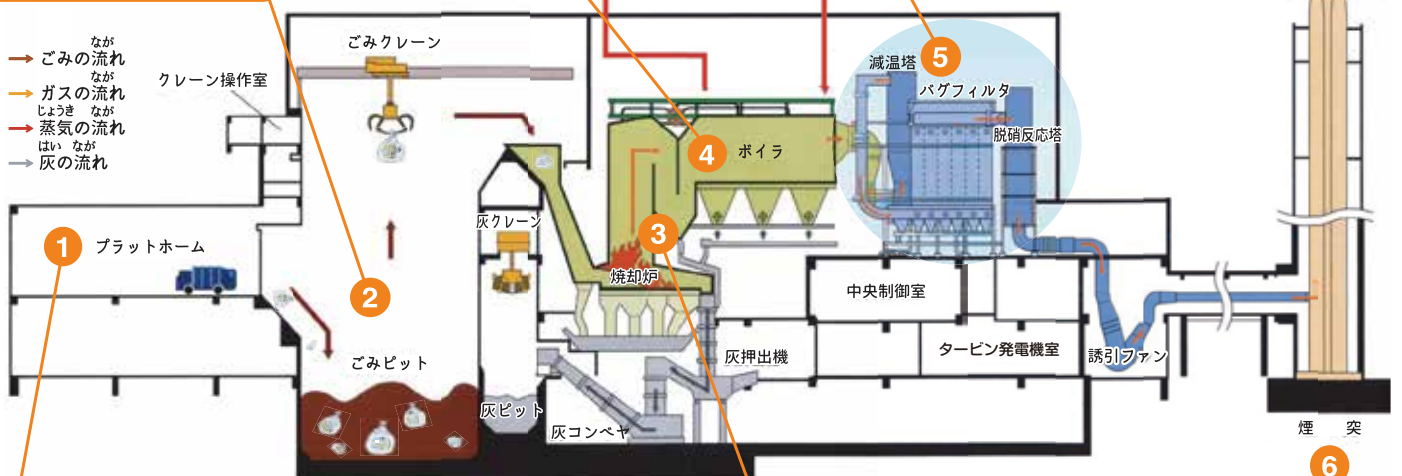 なが
ごみの流れ
なが
ガスの流れ
じょうき なが
蒸気の流れ
はい なが
灰の流れ
クレーン操作室
ごみクレーン
1 プラットホーム
2
ごみピット
灰クレーン
灰ピット
灰コンベヤ
3
焼却炉
4 ボイラ
灰押出機
5
減温塔
バグフィルタ
脱硝反応塔
中央制御室
タービン発電機室
誘引ファン
煙 突
6